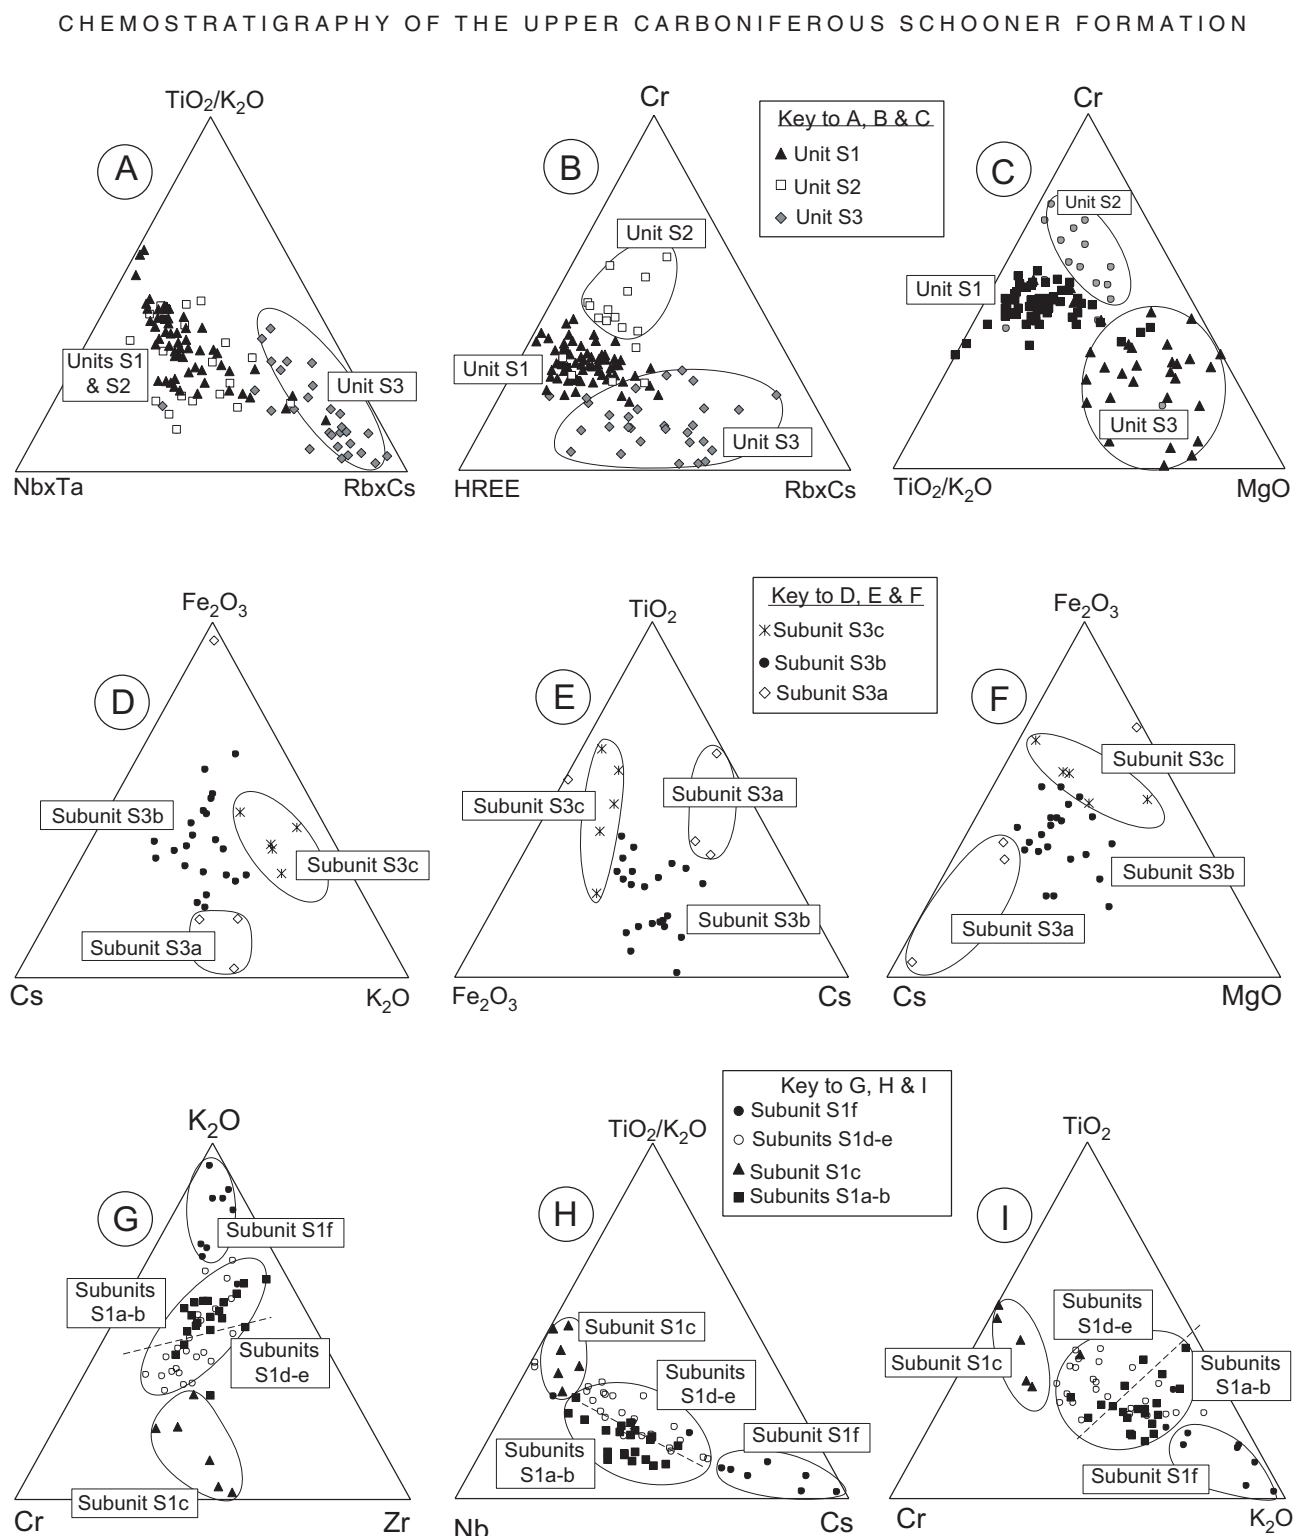 CHEMOSTRATIGRAPHY OF THE UPPER CARBONIFEROUS SCHOONER FORMATION
TiO2/K2O
A
Units S1
& S2
Unit S3
NbxTa
RbxCs
Cr
B
Unit S2
Unit S1
Unit S3
HREE
RbxCs
Key to A, B & C
Unit S1
Unit S2
Unit S3
Cr
C
Unit S2
Unit S1
Unit S3
TiO2/K2O
MgO
Fe2O3
D
Subunit S3b
Subunit S3c
Subunit S3a
Cs
K2O
TiO2
E
Subunit S3c
Subunit S3a
Subunit S3b
Fe2O3
Cs
Key to D, E & F
Subunit S3c
Subunit S3b
Subunit S3a
Fe2O3
F
Subunit S3c
Subunit S3b
Subunit S3a
Cs
MgO
K2O
G
Subunit S1f
Subunits
S1a-b
Subunits
S1d-e
Subunit S1c
Cr
Zr
TiO2/K2O
H
Subunit S1c
Subunits
S1d-e
Subunit S1f
Subunits
S1a-b
Nb
Cs
Key to G, H & I
Subunit S1f
Subunits S1d-e
Subunit S1c
Subunits S1a-b
TiO2
I
Subunits
S1d-e
Subunit S1c
Subunits
S1a-b
Subunit S1f
Cr
K2O